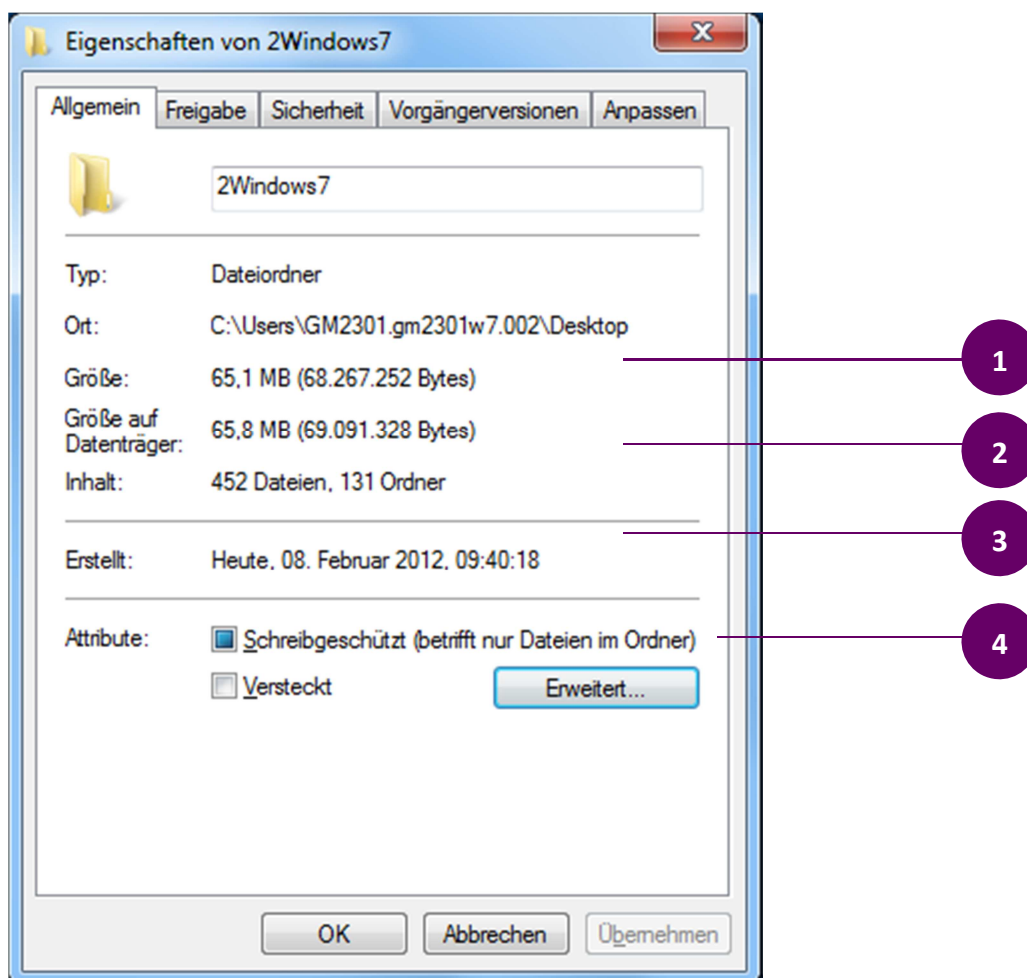 Eigenschaften von 2Windows7
x
Allgemein Freigabe Sicherheit Vorgängerversionen Anpassen
2Windows7
Typ: Dateiordner
Ort: C:\Users\GM2301.gm2301w7.002\Desktop
1
Größe: 65,1 MB (68.267.252 Bytes)
Größe auf
Datenträger: 65,8 MB (69.091.328 Bytes)
2
Inhalt: 452 Dateien, 131 Ordner
3
Erstellt: Heute, 08. Februar 2012, 09:40:18
Attribute: Schreibgeschützt (betrifft nur Dateien im Ordner)
4
Versteckt Erweitert...
OK Abbrechen Übernehmen